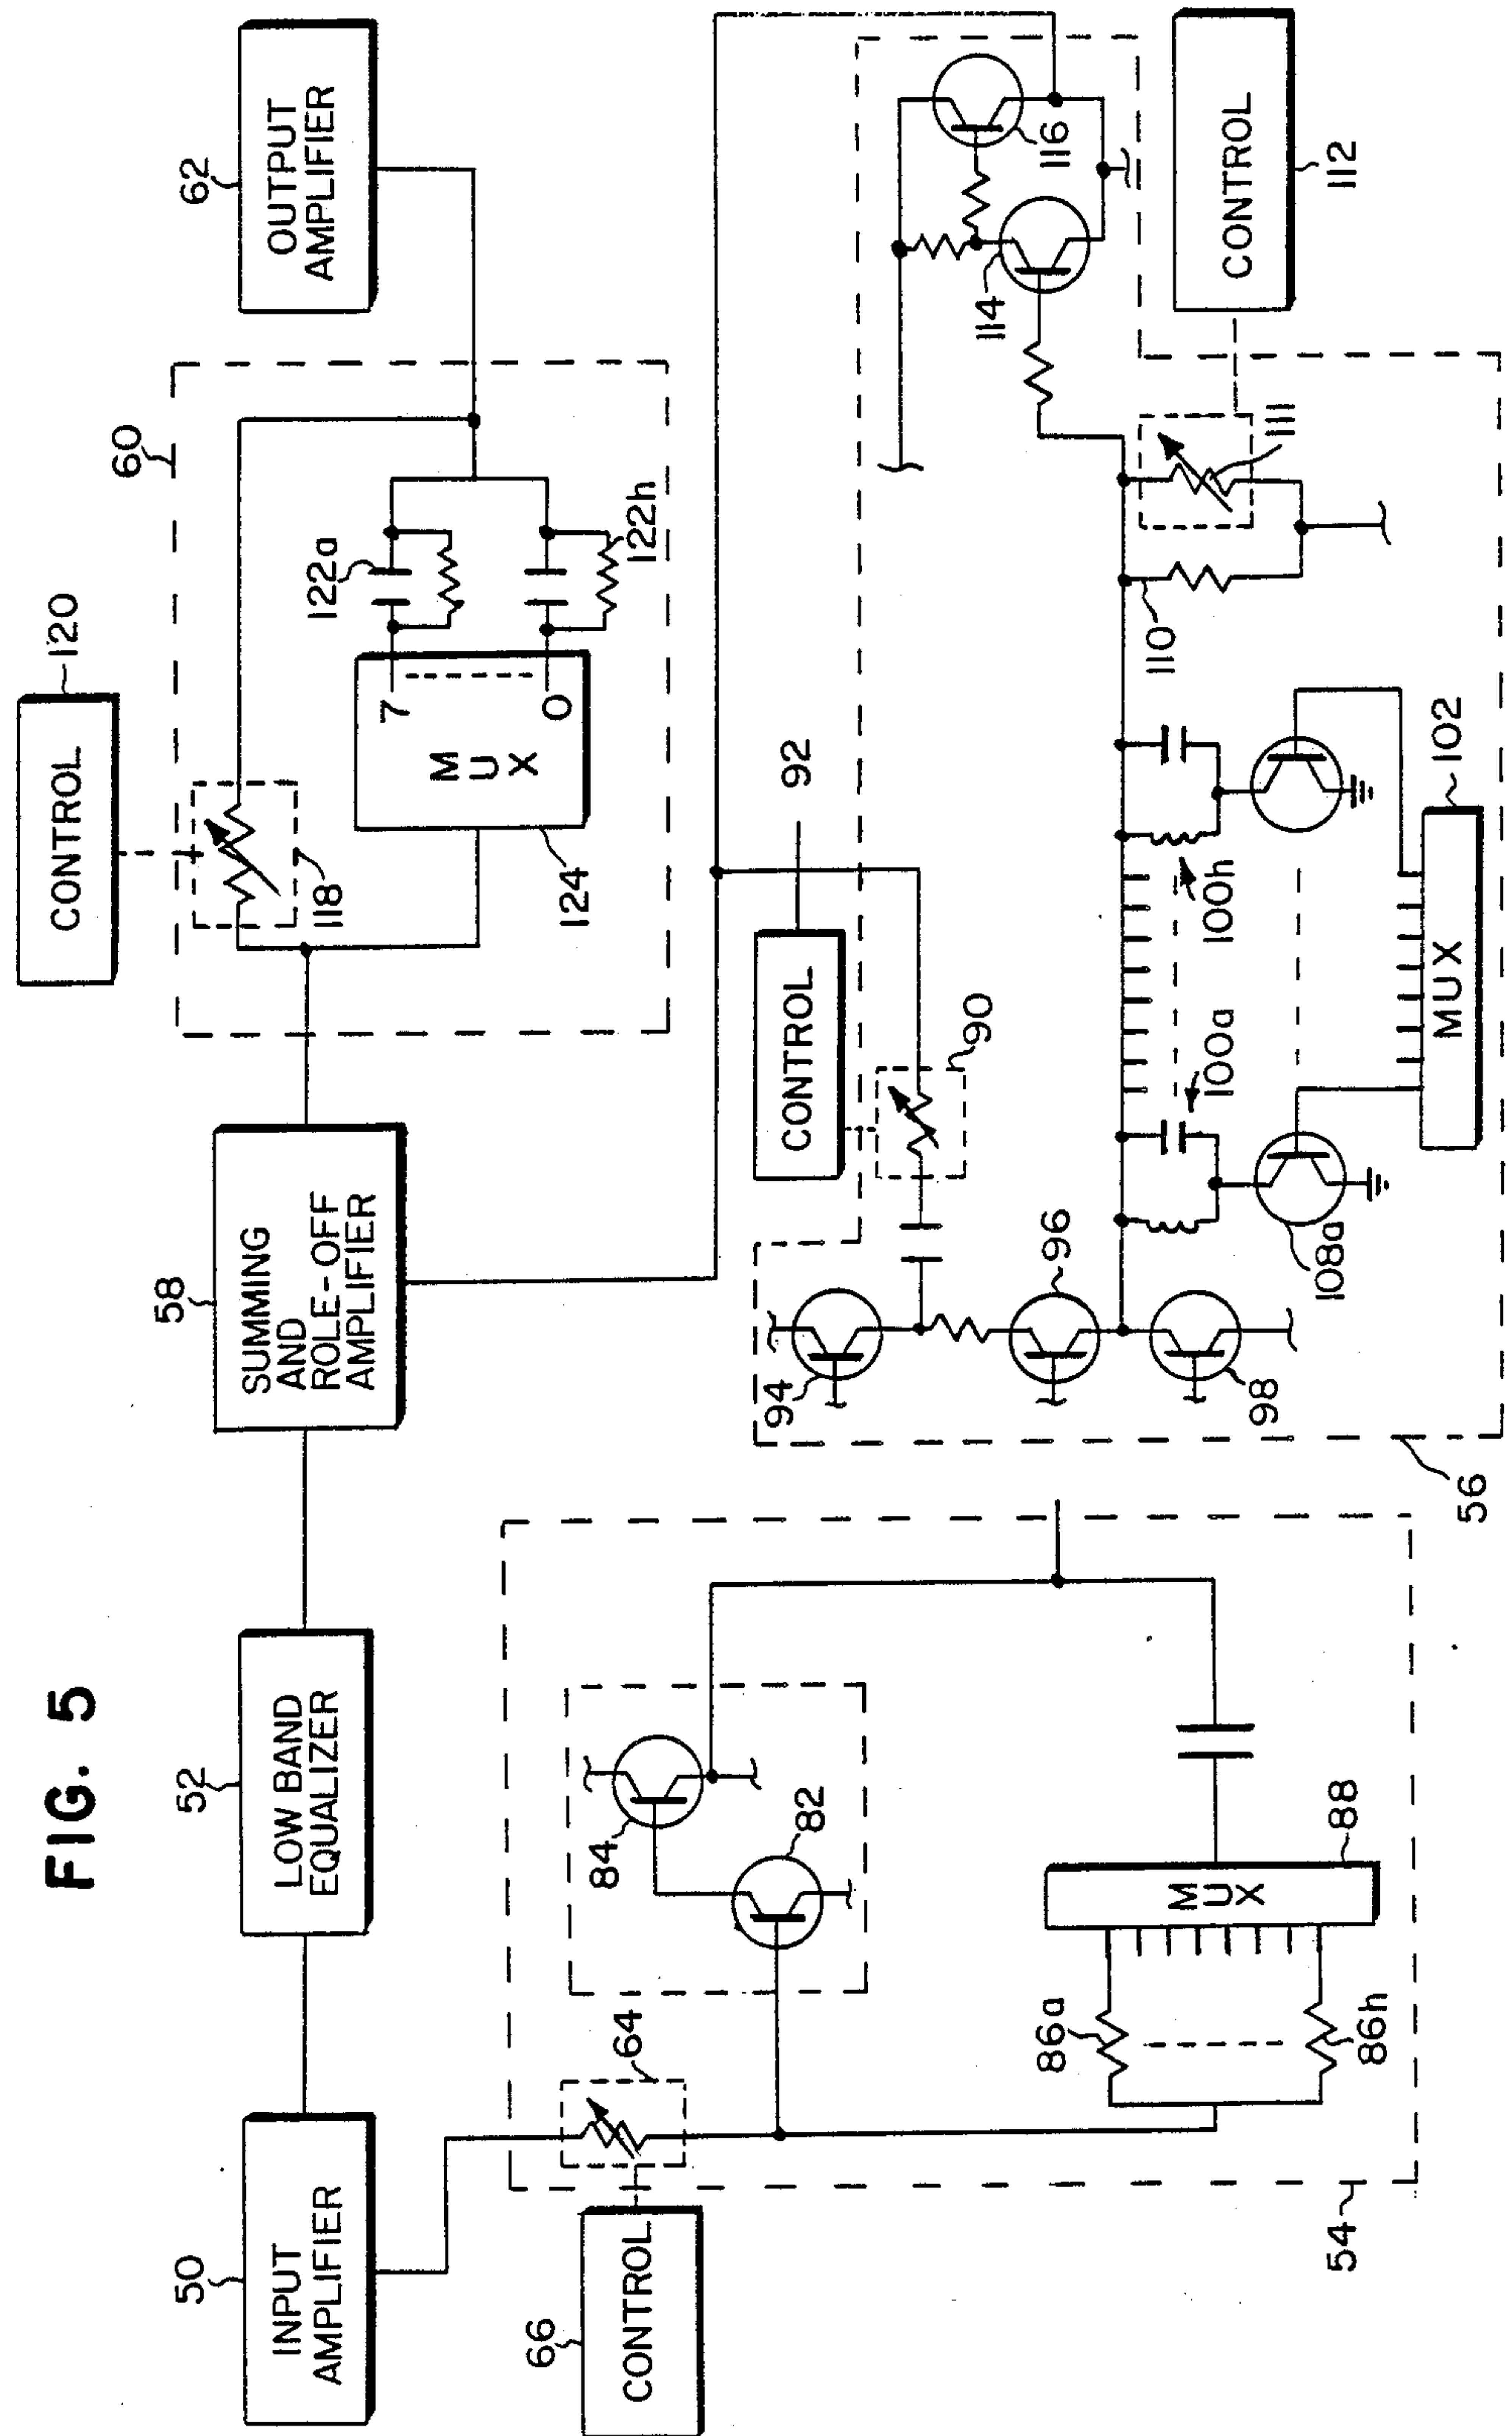 FIG. 5
50
INPUT
AMPLIFIER
52
LOW BAND
EQUALIZER
58
SUMMING
AND
ROLE-OFF
AMPLIFIER
60
62
OUTPUT
AMPLIFIER
CONTROL
120
118
MUX
7
0
124
122a
122h
66
CONTROL
64
84
82
86a
86h
MUX
88
54
CONTROL
92
90
94
96
98
100a
100h
108a
MUX
102
110
111
114
116
CONTROL
112
56